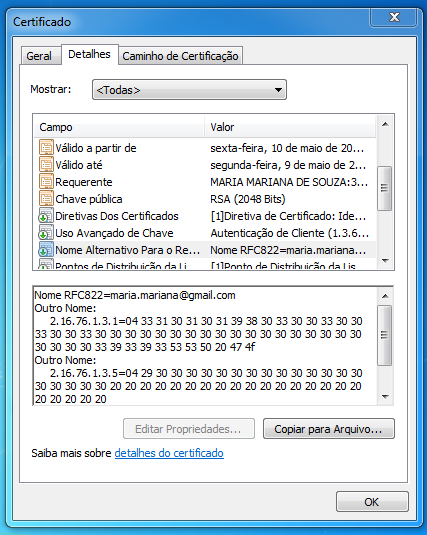 Certificado
Geral Detalhes Caminho de Certificação
Mostrar: <Todas>
Campo Valor
Válido a partir de sexta-feira, 10 de maio de 20...
Válido até segunda-feira, 9 de maio de 2...
Requerente MARIA MARIANA DE SOUZA:3...
Chave pública RSA (2048 Bits)
Diretivas Dos Certificados [1]Diretiva de Certificado: Ide...
Uso Avançado de Chave Autenticação de Cliente (1.3.6...
Nome Alternativo Para o Re... Nome RFC822=maria.mariana...
Pontos de Distribuição da Lis... [1]Ponto de Distribuição da Lis...
Nome RFC822=maria.mariana@gmail.com
Outro Nome:
2.16.76.1.3.1=04 33 31 30 31 30 31 39 38 30 33 30 30 33 30 30
33 30 30 33 30 30 30 30 30 30 30 30 30 30 30 30 30 30 30 30 30
30 30 30 30 33 39 33 39 33 53 53 50 20 47 4f
Outro Nome:
2.16.76.1.3.5=04 29 30 30 30 30 30 30 30 30 30 30 30 30 30 30
30 30 30 30 30 20 20 20 20 20 20 20 20 20 20 20 20 20 20 20 20
20 20 20 20 20
Editar Propriedades... Copiar para Arquivo...
Saiba mais sobre detalhes do certificado
OK